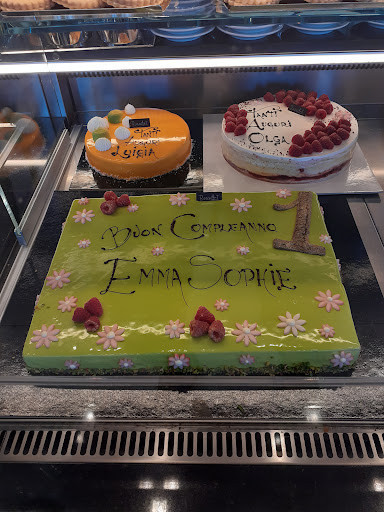 Tanti
Auguri
Luigia
Tanti
Auguri
Olga
Buon Compleanno
Emma Sophie
1